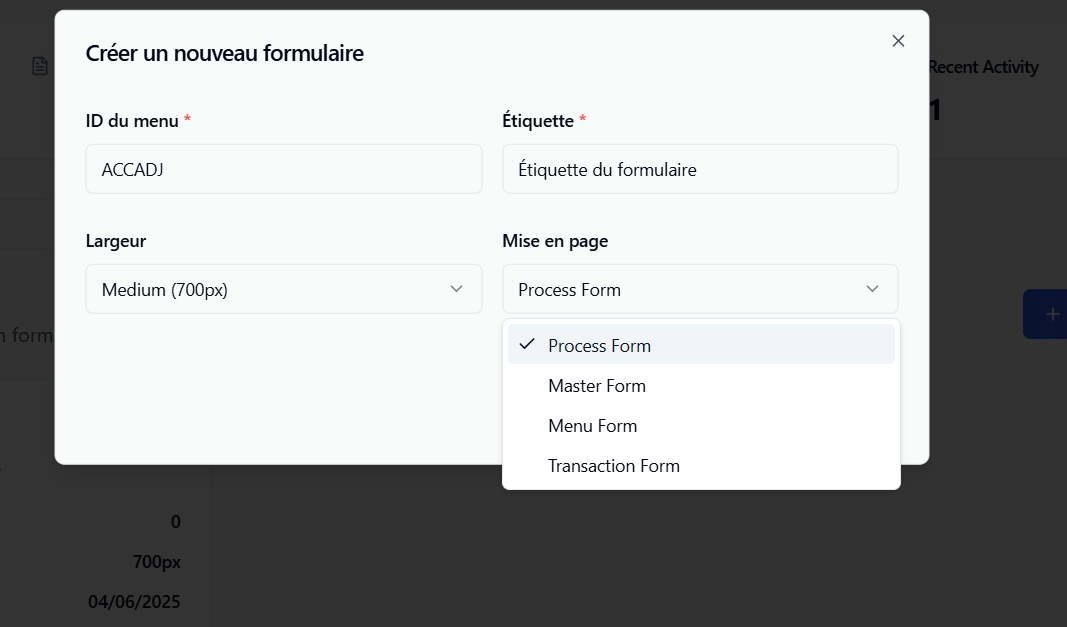 Créer un nouveau formulaire
Recent Activity
1
ID du menu *
Étiquette *
ACCADJ
Étiquette du formulaire
Largeur
Mise en page
Medium (700px)
Process Form
form
Process Form
Master Form
Menu Form
Transaction Form
0
700px
04/06/2025